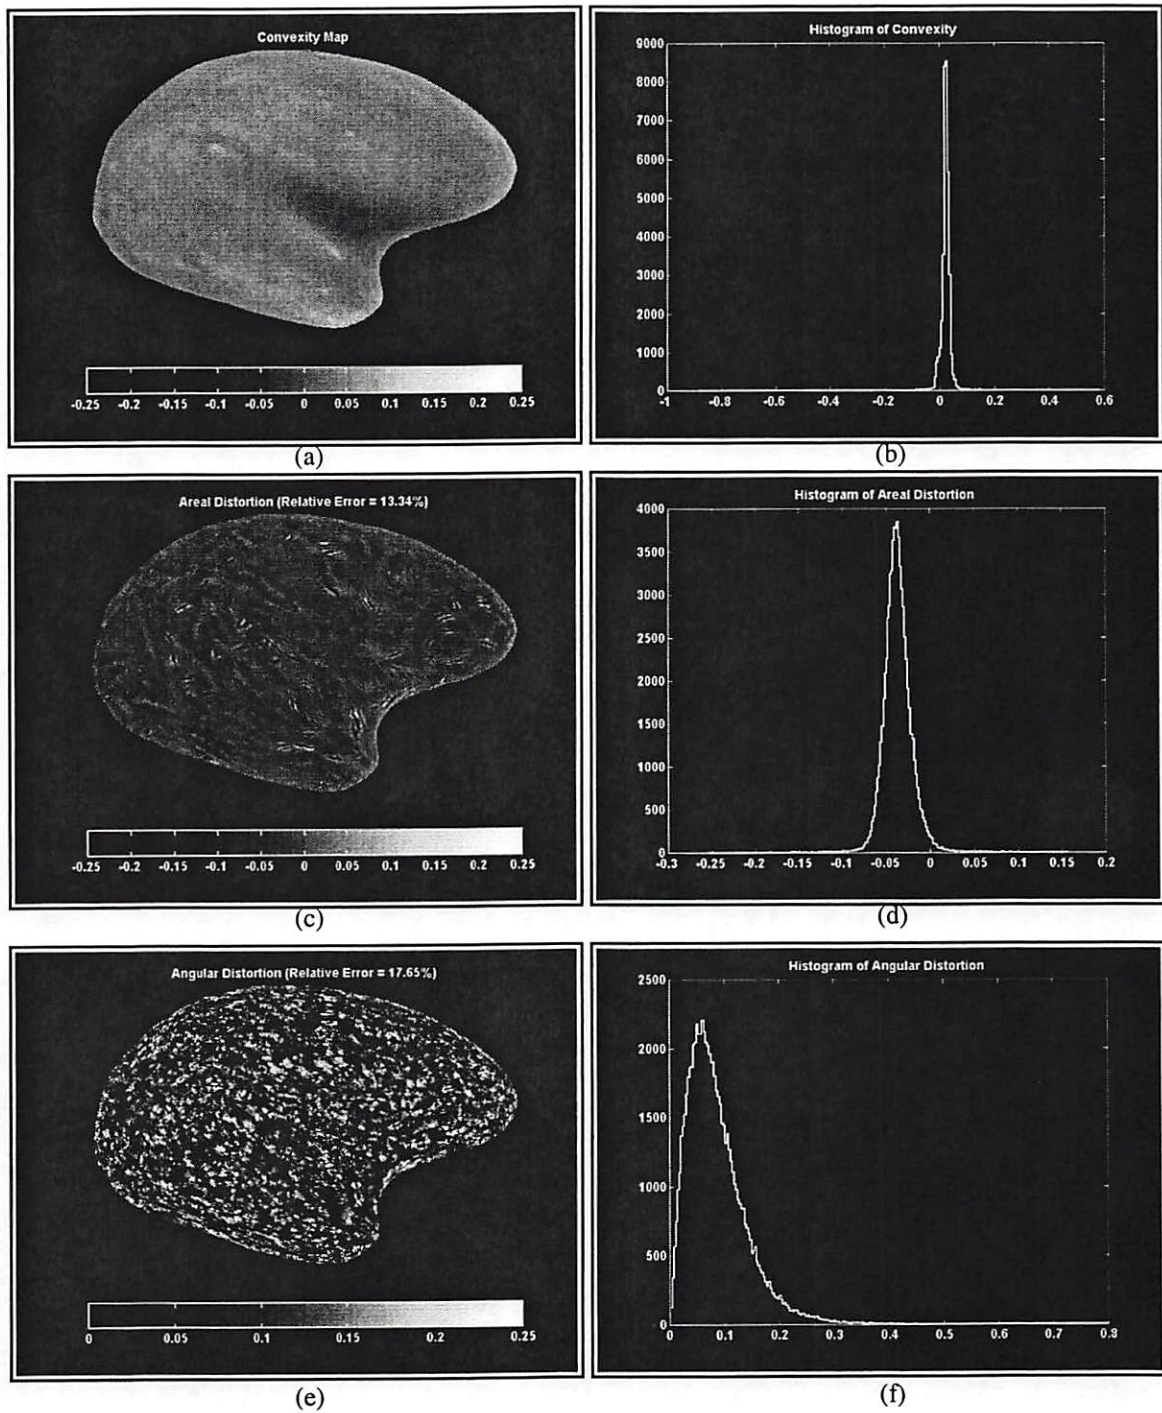 Convexity Map
-0.25 -0.2 -0.15 -0.1 -0.05 0 0.05 0.1 0.15 0.2 0.25
(a)
Histogram of Convexity
9000
8000
7000
6000
5000
4000
3000
2000
1000
0
-1 -0.8 -0.6 -0.4 -0.2 0 0.2 0.4 0.6
(b)
Areal Distortion (Relative Error = 13.34%)
-0.25 -0.2 -0.15 -0.1 -0.05 0 0.05 0.1 0.15 0.2 0.25
(c)
Histogram of Areal Distortion
4000
3500
3000
2500
2000
1500
1000
500
0
-0.3 -0.25 -0.2 -0.15 -0.1 -0.05 0 0.05 0.1 0.15 0.2
(d)
Angular Distortion (Relative Error = 17.65%)
0 0.05 0.1 0.15 0.2 0.25
(e)
Histogram of Angular Distortion
2500
2000
1500
1000
500
0
0 0.1 0.2 0.3 0.4 0.5 0.6 0.7 0.8
(f)